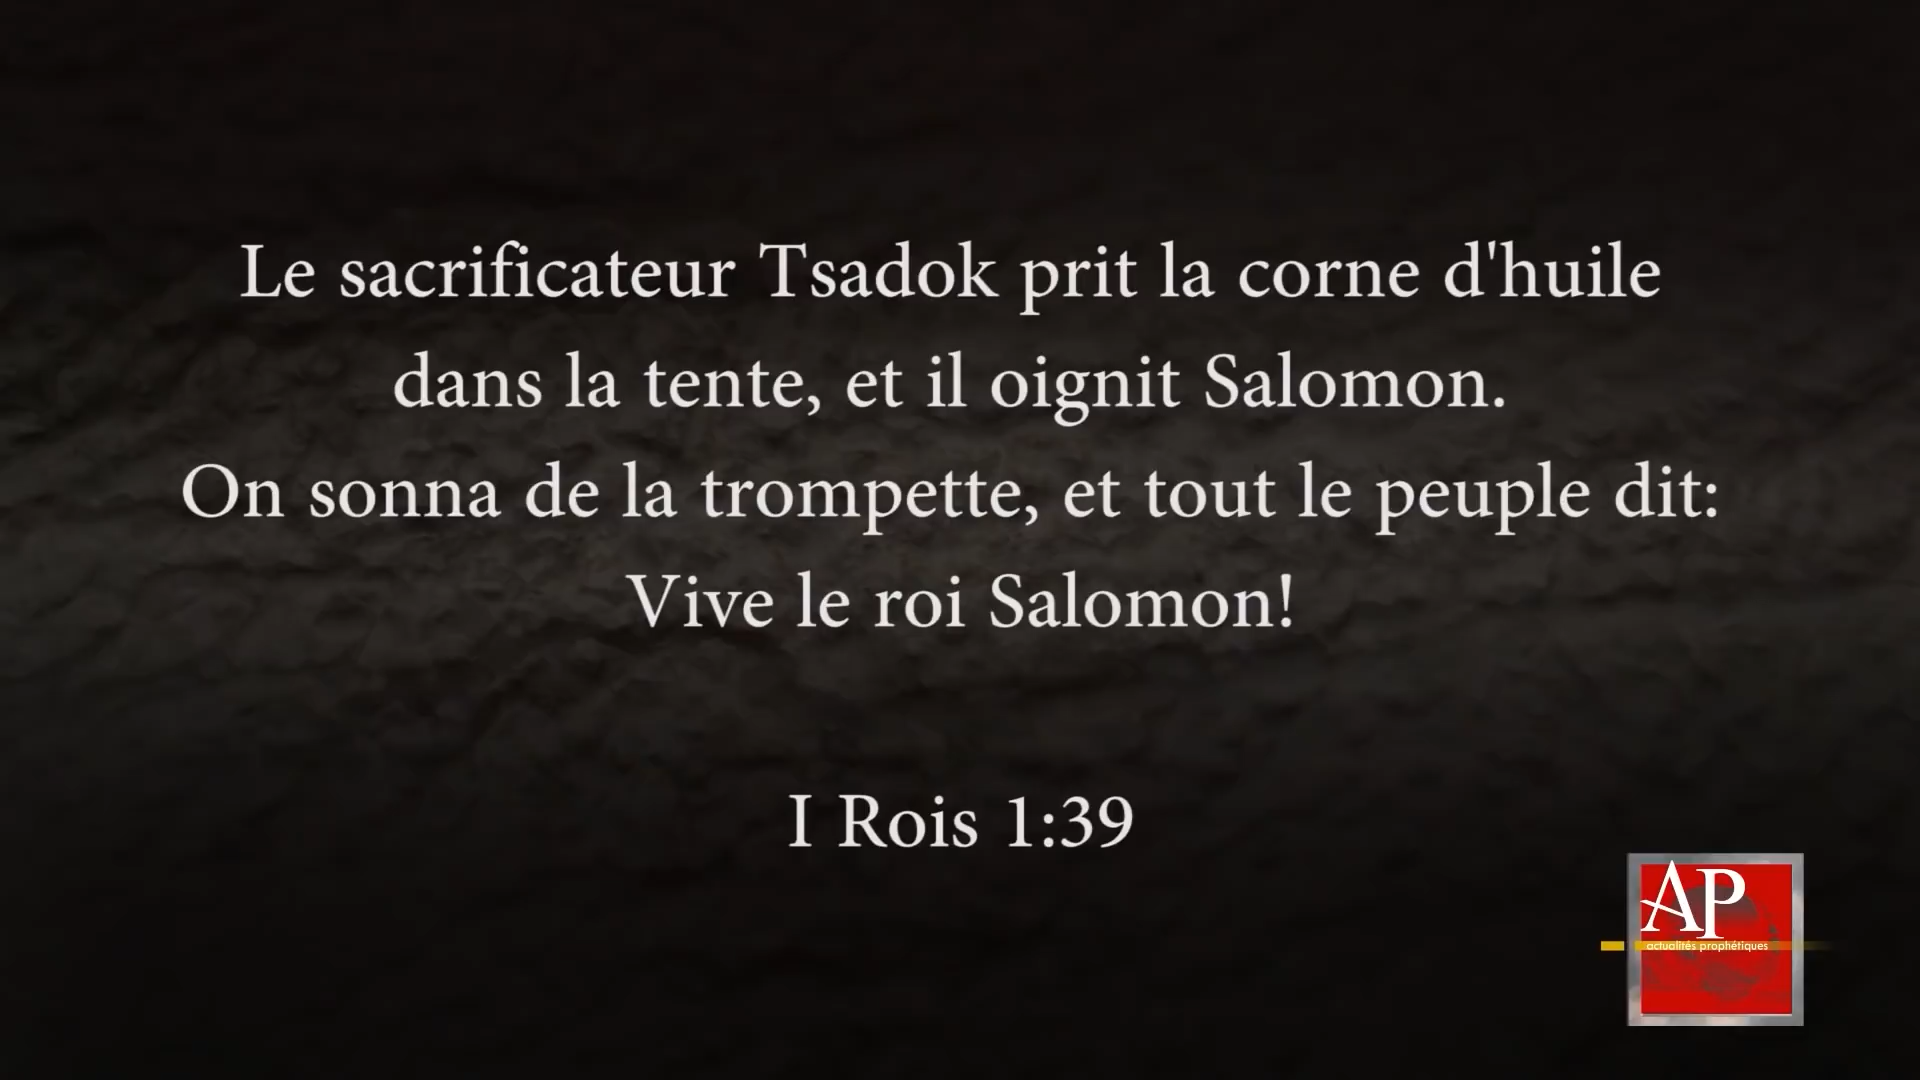 Le sacrificateur Tsadok prit la corne d'huile
dans la tente, et il oignit Salomon.
On sonna de la trompette, et tout le peuple dit:
Vive le roi Salomon!
I Rois 1:39
AP
actualités prophétiques